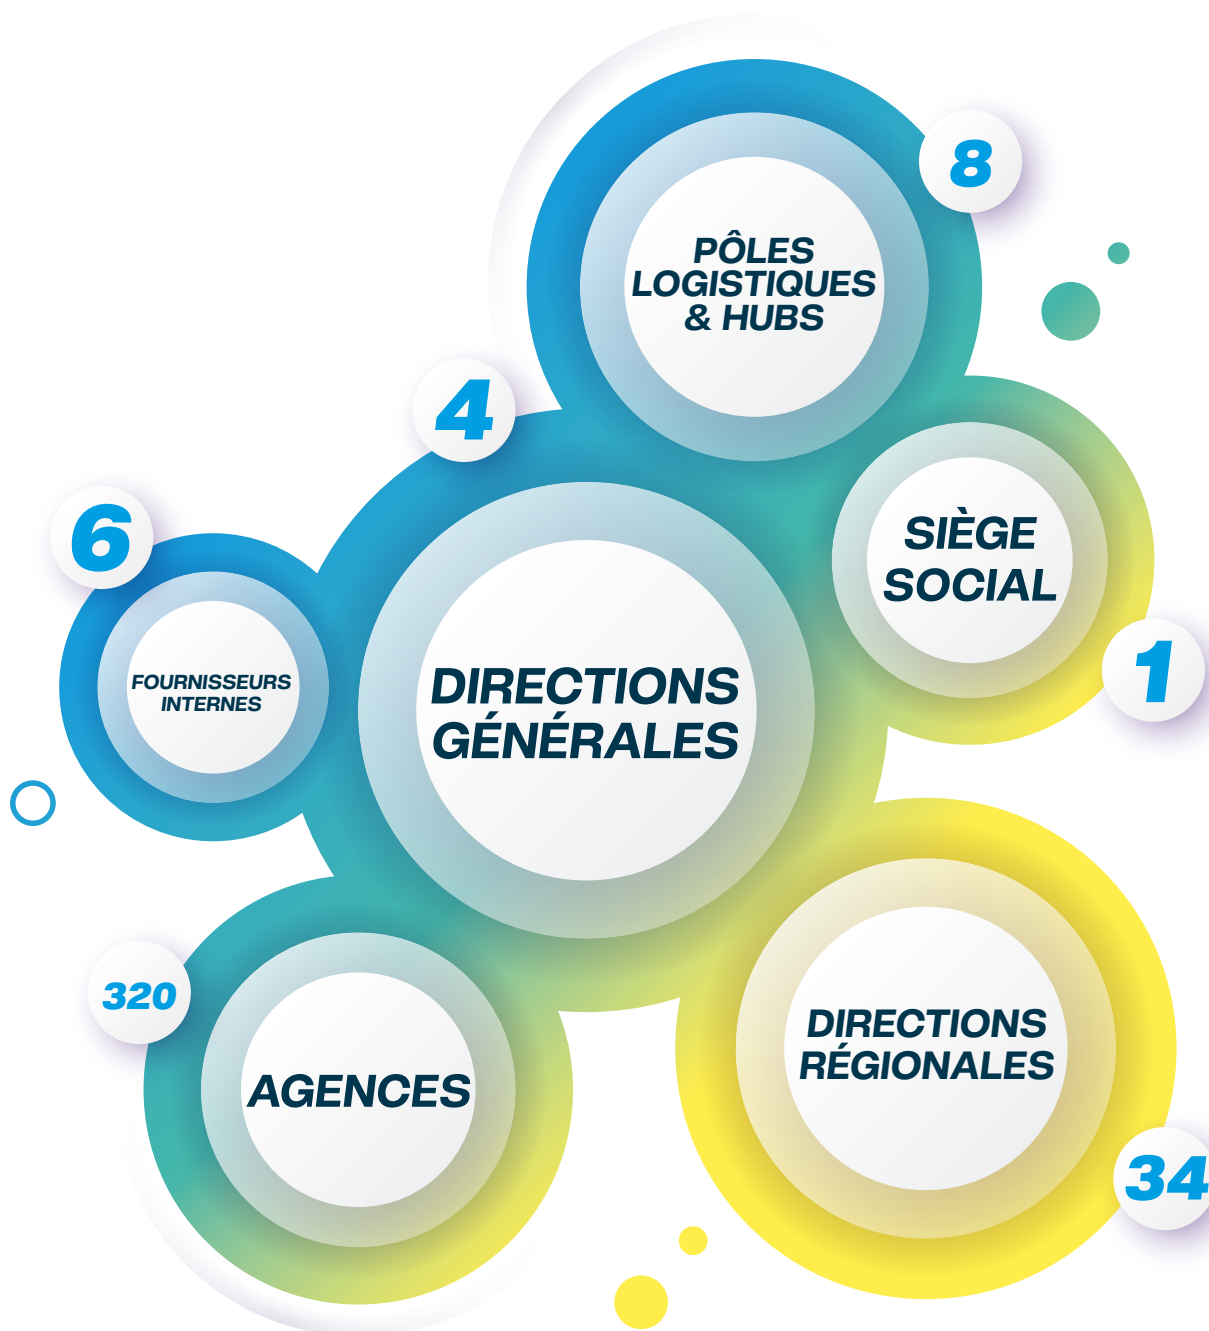 8
PÔLES
LOGISTIQUES
& HUBS
4
SIÈGE
SOCIAL
1
6
FOURNISSEURS
INTERNES
DIRECTIONS
GÉNÉRALES
320
AGENCES
DIRECTIONS
RÉGIONALES
34